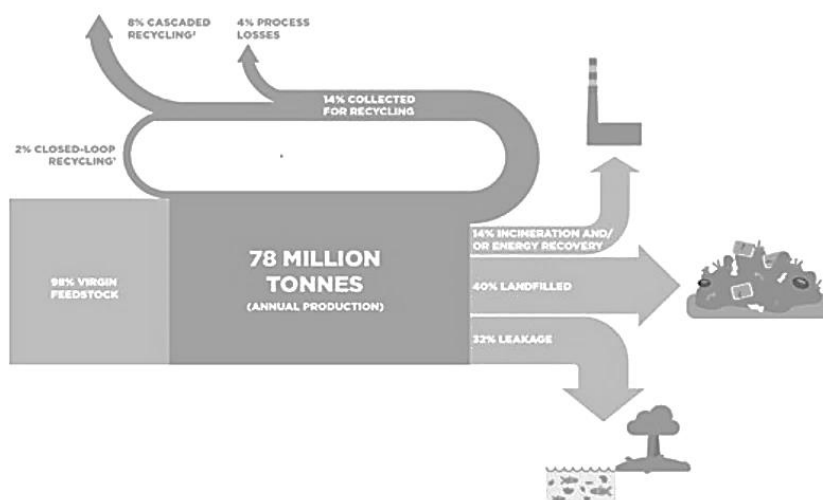 8% CASCADED
RECYCLING²
4% PROCESS
LOSSES
14% COLLECTED
FOR RECYCLING
2% CLOSED-LOOP
RECYCLING¹
98% VIRGIN
FEEDSTOCK
78 MILLION
TONNES
(ANNUAL PRODUCTION)
14% INCINERATION AND/
OR ENERGY RECOVERY
40% LANDFILLED
32% LEAKAGE